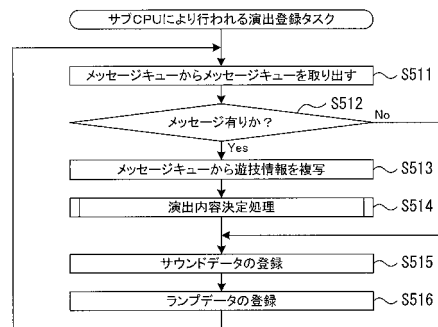 サブCPUにより行われる演出登録タスク
メッセージキューからメッセージキューを取り出す
S511
S512
メッセージ有りか?
No
Yes
メッセージキューから遊技情報を複写
S513
演出内容決定処理
S514
サウンドデータの登録
S515
ランプデータの登録
S516